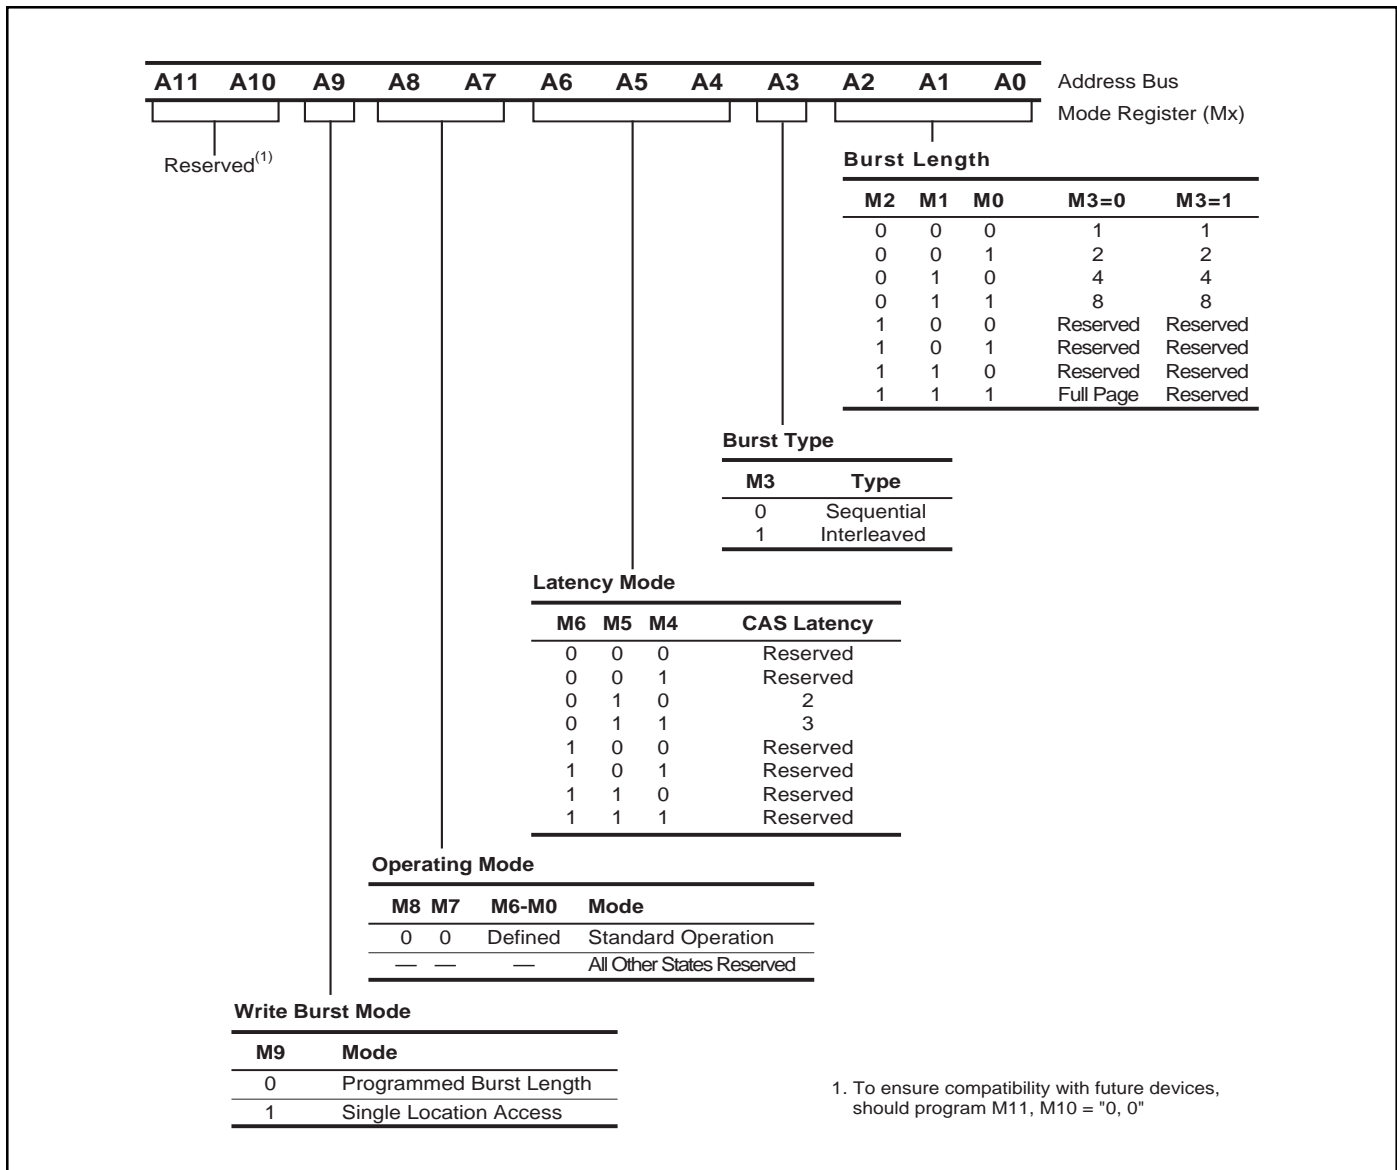 A11 A10 A9 A8 A7 A6 A5 A4 A3 A2 A1 A0 Address Bus
Mode Register (Mx)
Reserved(1)
Burst Length
M2 M1 M0 M3=0 M3=1
0 0 0 1 1
0 0 1 2 2
0 1 0 4 4
0 1 1 8 8
1 0 0 Reserved Reserved
1 0 1 Reserved Reserved
1 1 0 Reserved Reserved
1 1 1 Full Page Reserved
Burst Type
M3 Type
0 Sequential
1 Interleaved
Latency Mode
M6 M5 M4 CAS Latency
0 0 0 Reserved
0 0 1 Reserved
0 1 0 2
0 1 1 3
1 0 0 Reserved
1 0 1 Reserved
1 1 0 Reserved
1 1 1 Reserved
Operating Mode
M8 M7 M6-M0 Mode
0 0 Defined Standard Operation
— — — All Other States Reserved
Write Burst Mode
M9 Mode
0 Programmed Burst Length
1 Single Location Access
1. To ensure compatibility with future devices,
should program M11, M10 = "0, 0"